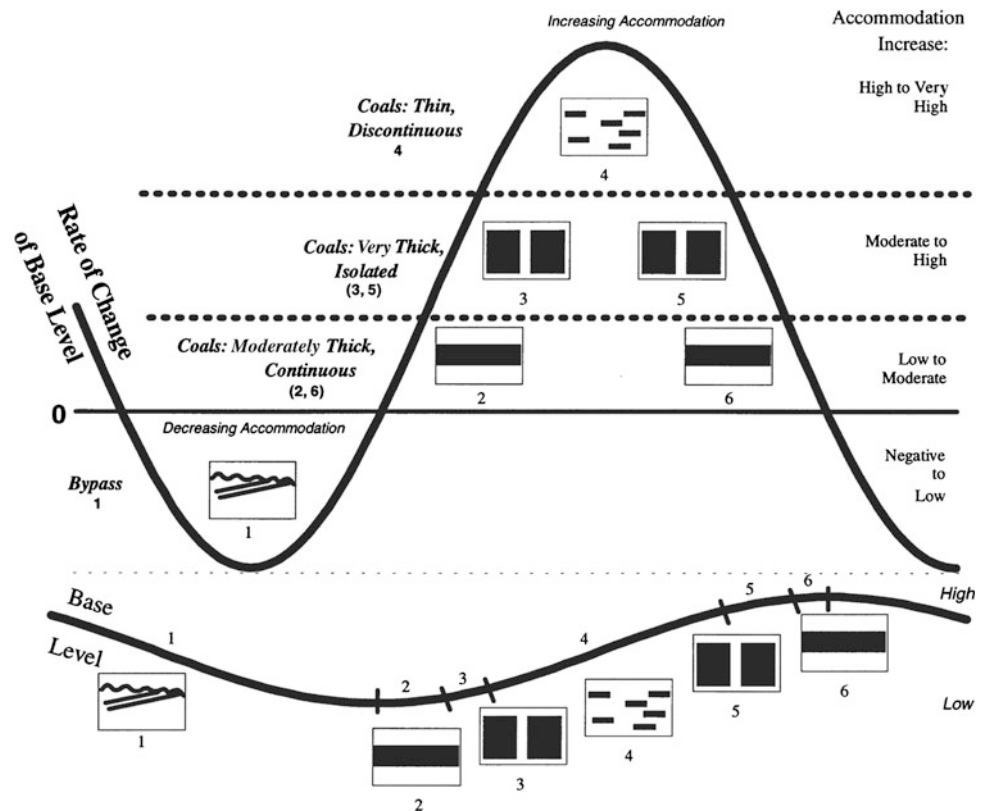 Increasing Accommodation
Accommodation
Increase:
High to Very
High
Coals: Thin,
Discontinuous
4
4
Rate of Change
of Base Level
Coals: Very Thick,
Isolated
(3, 5)
3
5
Moderate to
High
Coals: Moderately Thick,
Continuous
(2, 6)
2
6
Low to
Moderate
0
Decreasing Accommodation
Bypass
1
1
Negative
to
Low
Base
Level
1
2
3
4
5
6
High
Low
1
2
3
4
5
6